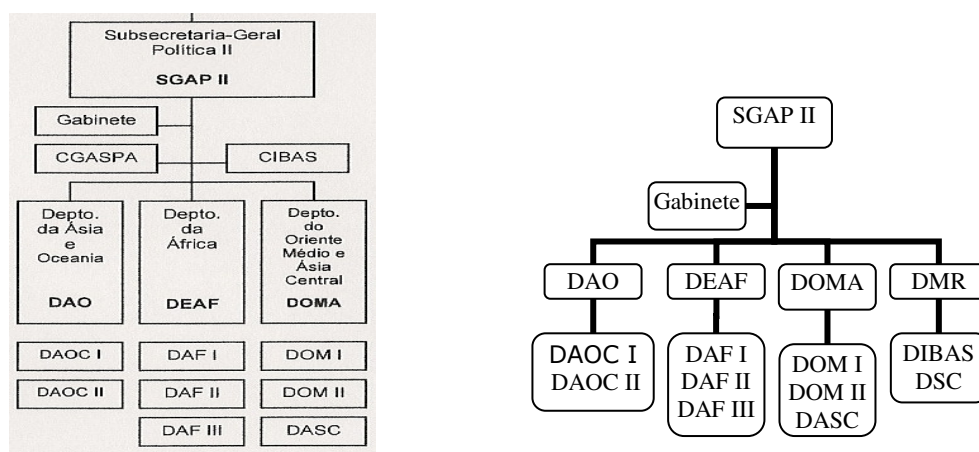 Subsecretaria-Geral
Política II
SGAP II
Gabinete
CGASPA
CIBAS
Depto.
da Ásia
e
Oceania
DAO
Depto.
da
África
DEAF
Depto.
do
Oriente
Médio e
Ásia
Central
DOMA
DAOC I
DAF I
DOM I
DAOC II
DAF II
DOM II
DAF III
DASC
SGAP II
Gabinete
DAO
DEAF
DOMA
DMR
DAOC I
DAOC II
DAF I
DAF II
DAF III
DOM I
DOM II
DASC
DIBAS
DSC